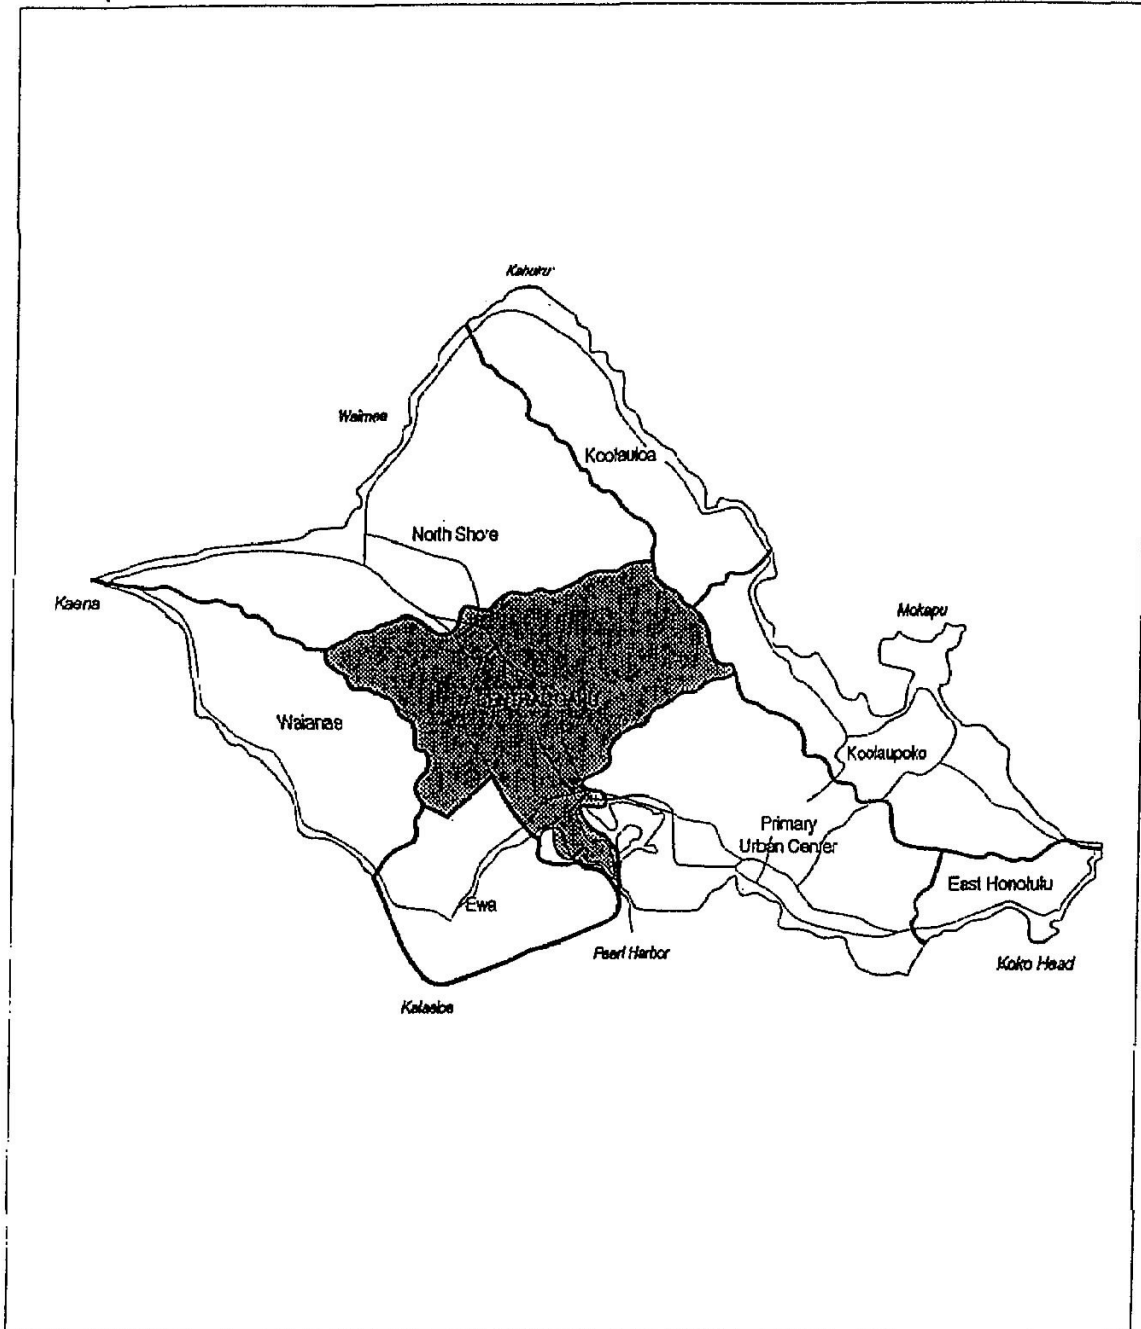 Kahuku
Waimea
Koolauloa
North Shore
Kaena
Mokapu
Waianae
Koolaupoko
Primary
Urban Center
East Honolulu
Ewa
Pearl Harbor
Koko Head
Kalaeloa